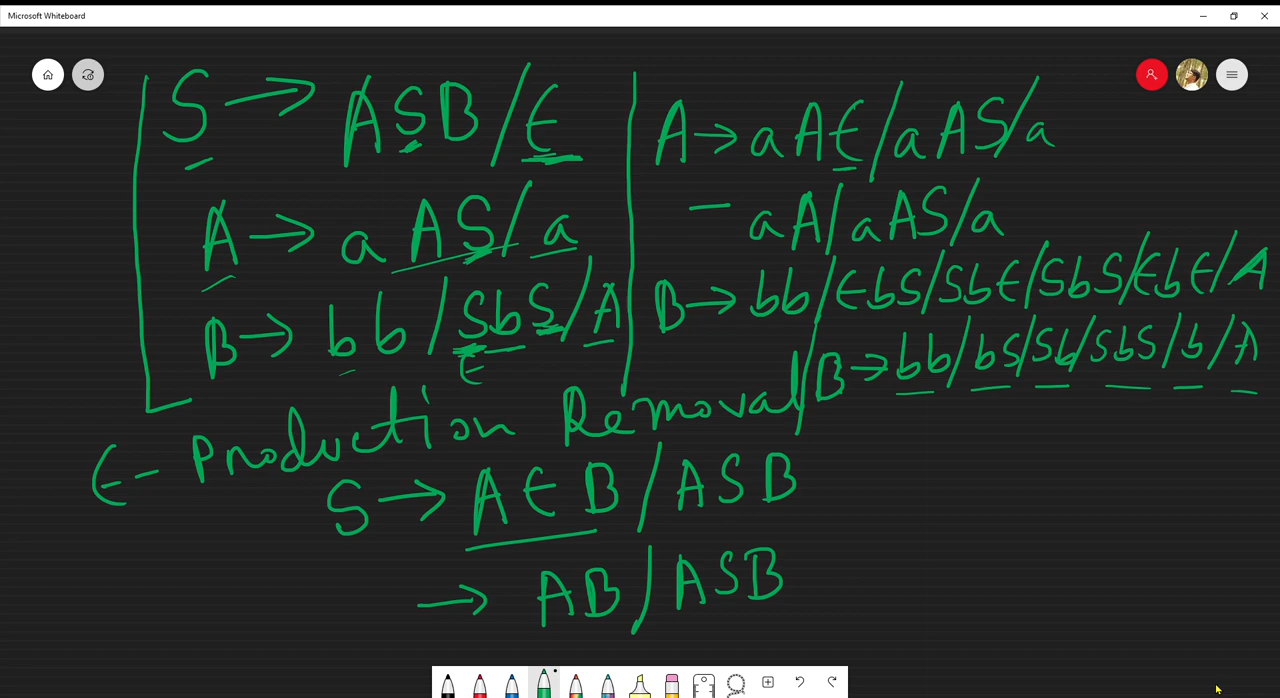 Microsoft Whiteboard
S → ASB/ϵ
A → aAS/a
B → bb/SbS/A
ϵ
A → aAϵ/aAS/a
- aA/aAS/a
B → bb/ϵbS/Sbϵ/SbS/ϵbϵ/A
B → bb/bS/Sb/SbS/b/A
ϵ- Production Removal
S → AϵB/ASB
→ AB/ASB